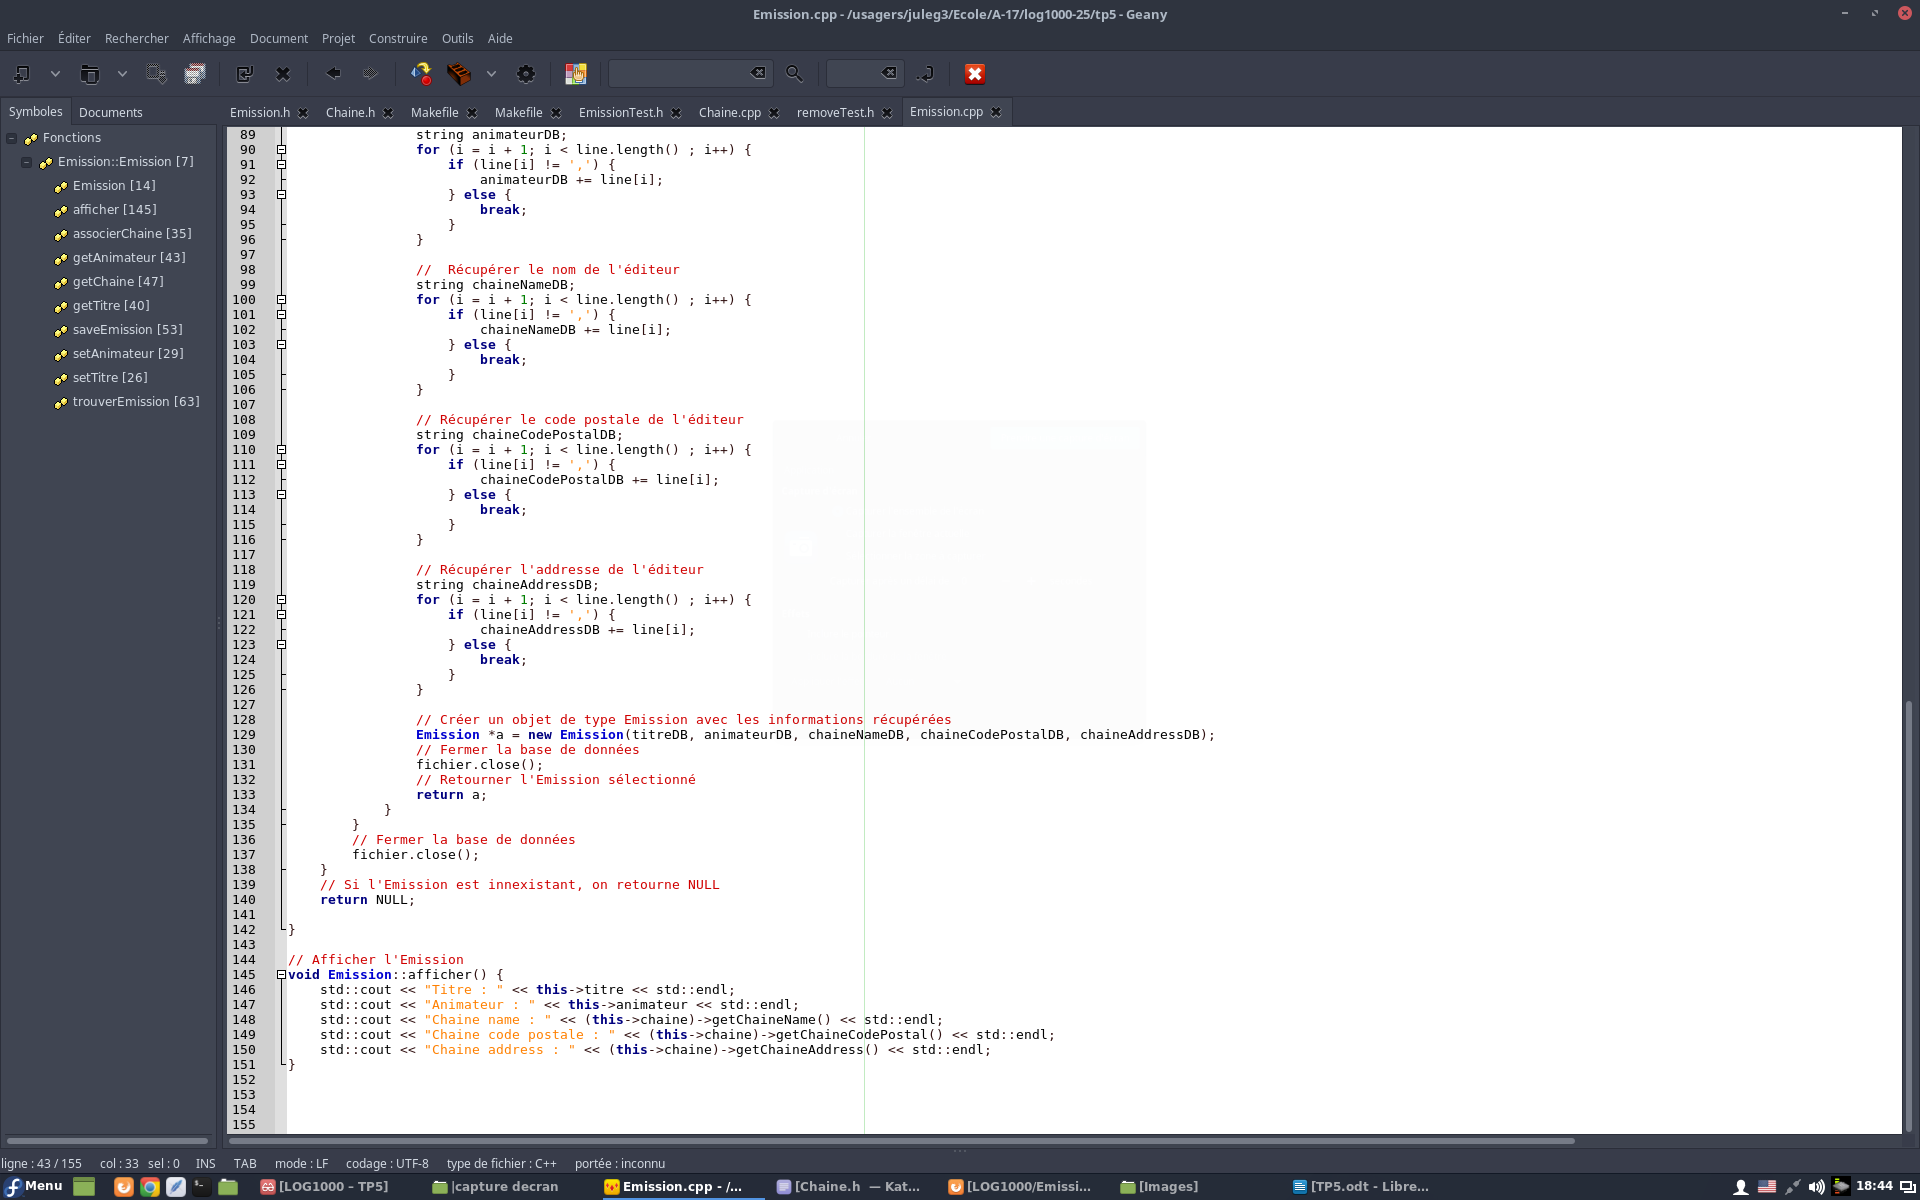 Emission.cpp - /usagers/juleg3/Ecole/A-17/log1000-25/tp5 - Geany
Fichier Éditer Rechercher Affichage Document Projet Construire Outils Aide
Symboles Documents Emission.h Chaine.h Makefile Makefile EmissionTest.h Chaine.cpp removeTest.h Emission.cpp
Fonctions
Emission::Emission [7]
Emission [14]
afficher [145]
associerChaine [35]
getAnimateur [43]
getChaine [47]
getTitre [40]
saveEmission [53]
setAnimateur [29]
setTitre [26]
trouverEmission [63]
89 string animateurDB;
90 for (i = i + 1; i < line.length() ; i++) {
91 if (line[i] != ',') {
92 animateurDB += line[i];
93 } else {
94 break;
95 }
96 }
97
98 //  Récupérer le nom de l'éditeur
99 string chaineNameDB;
100 for (i = i + 1; i < line.length() ; i++) {
101 if (line[i] != ',') {
102 chaineNameDB += line[i];
103 } else {
104 break;
105 }
106 }
107
108 // Récupérer le code postale de l'éditeur
109 string chaineCodePostalDB;
110 for (i = i + 1; i < line.length() ; i++) {
111 if (line[i] != ',') {
112 chaineCodePostalDB += line[i];
113 } else {
114 break;
115 }
116 }
117
118 // Récupérer l'addresse de l'éditeur
119 string chaineAddressDB;
120 for (i = i + 1; i < line.length() ; i++) {
121 if (line[i] != ',') {
122 chaineAddressDB += line[i];
123 } else {
124 break;
125 }
126 }
127
128 // Créer un objet de type Emission avec les informations récupérées
129 Emission *a = new Emission(titreDB, animateurDB, chaineNameDB, chaineCodePostalDB, chaineAddressDB);
130 // Fermer la base de données
131 fichier.close();
132 // Retourner l'Emission sélectionné
133 return a;
134 }
135 }
136 // Fermer la base de données
137 fichier.close();
138 }
139 // Si l'Emission est innexistant, on retourne NULL
140 return NULL;
141
142 }
143
144 // Afficher l'Emission
145 void Emission::afficher() {
146 std::cout << "Titre : " << this->titre << std::endl;
147 std::cout << "Animateur : " << this->animateur << std::endl;
148 std::cout << "Chaine name : " << (this->chaine)->getChaineName() << std::endl;
149 std::cout << "Chaine code postale : " << (this->chaine)->getChaineCodePostal() << std::endl;
150 std::cout << "Chaine address : " << (this->chaine)->getChaineAddress() << std::endl;
151 }
152
153
154
155
ligne : 43 / 155 col : 33 sel : 0 INS TAB mode : LF codage : UTF-8 type de fichier : C++ portée : inconnu
Menu [LOG1000 – TP5] |capture decran Emission.cpp - /... [Chaine.h — Kat... [LOG1000/Emissi... [Images] [TP5.odt - Libre... 18:44